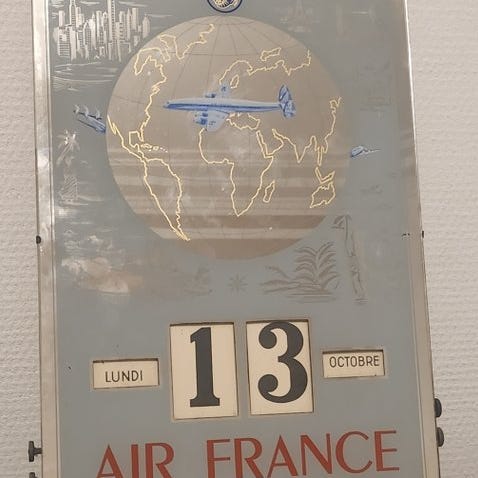 LUNDI 13 OCTOBRE
AIR FRANCE